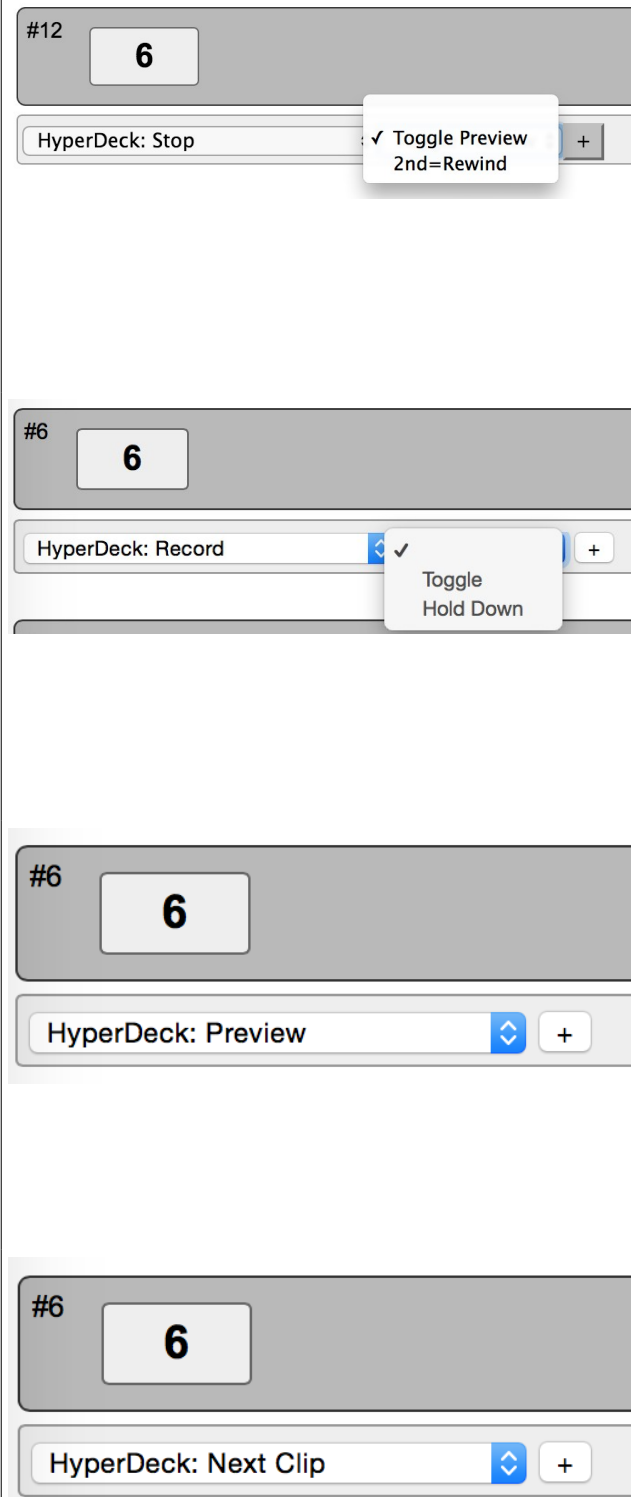 #12
6
HyperDeck: Stop
✓ Toggle Preview
+
2nd=Rewind
#6
6
HyperDeck: Record
✓
+
Toggle
Hold Down
#6
6
HyperDeck: Preview
+
#6
6
HyperDeck: Next Clip
+